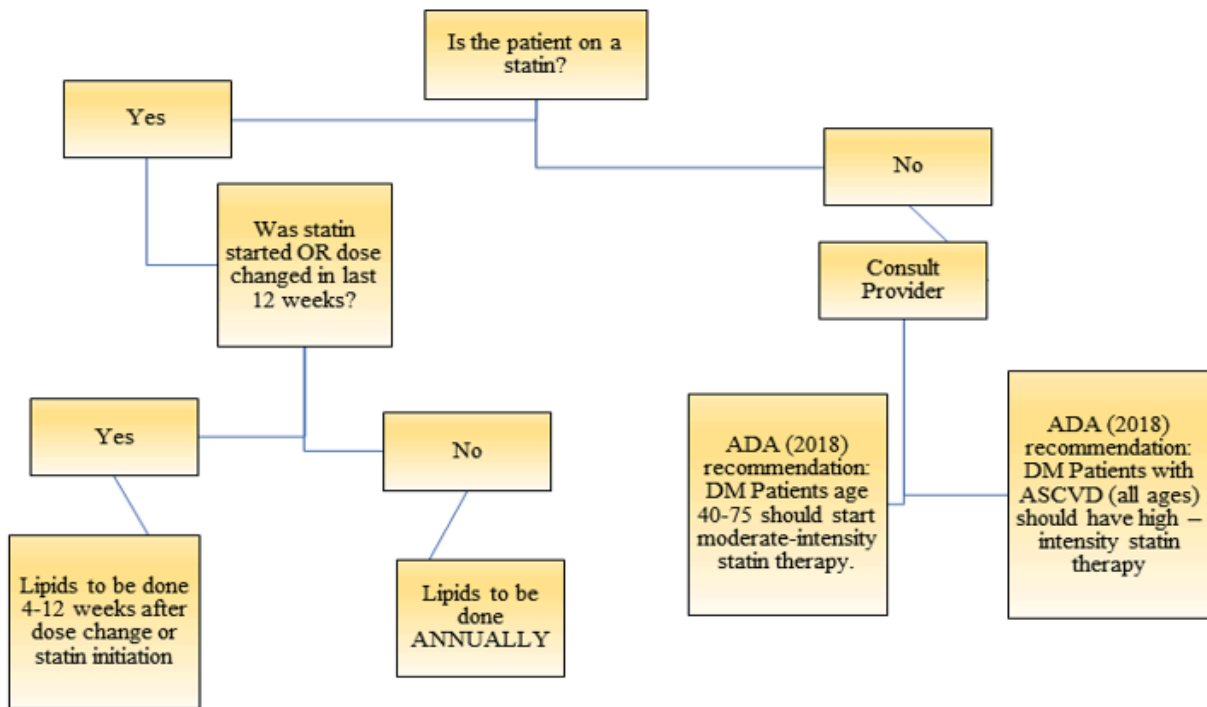 Is the patient on a
statin?
Yes
No
Was statin
started OR dose
changed in last
12 weeks?
Consult
Provider
Yes
No
ADA (2018)
recommendation:
DM Patients age
40-75 should start
moderate-intensity
statin therapy.
ADA (2018)
recommendation:
DM Patients with
ASCVD (all ages)
should have high –
intensity statin
therapy
Lipids to be done
4-12 weeks after
dose change or
statin initiation
Lipids to be
done
ANNUALLY